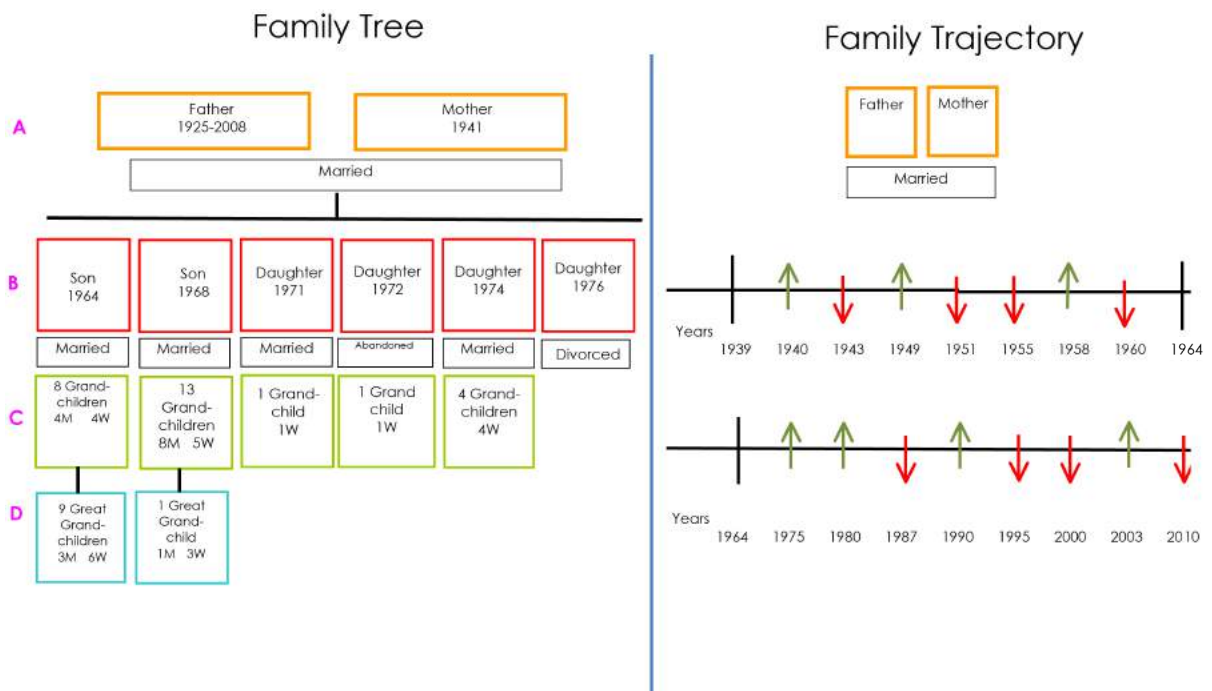 Family Tree
Family Trajectory
A
Father
1925-2008
Mother
1941
Married
Father
Mother
Married
B
Son
1964
Son
1968
Daughter
1971
Daughter
1972
Daughter
1974
Daughter
1976
Married
Married
Married
Abandoned
Married
Divorced
C
8 Grand-
children
4M 4W
13
Grand-
children
8M 5W
1 Grand-
child
1W
1 Grand
child
1W
4 Grand-
children
4W
D
9 Great
Grand-
children
3M 6W
1 Great
Grand-
child
1M 3W
Years
1939 1940 1943 1949 1951 1955 1958 1960 1964
Years
1964 1975 1980 1987 1990 1995 2000 2003 2010